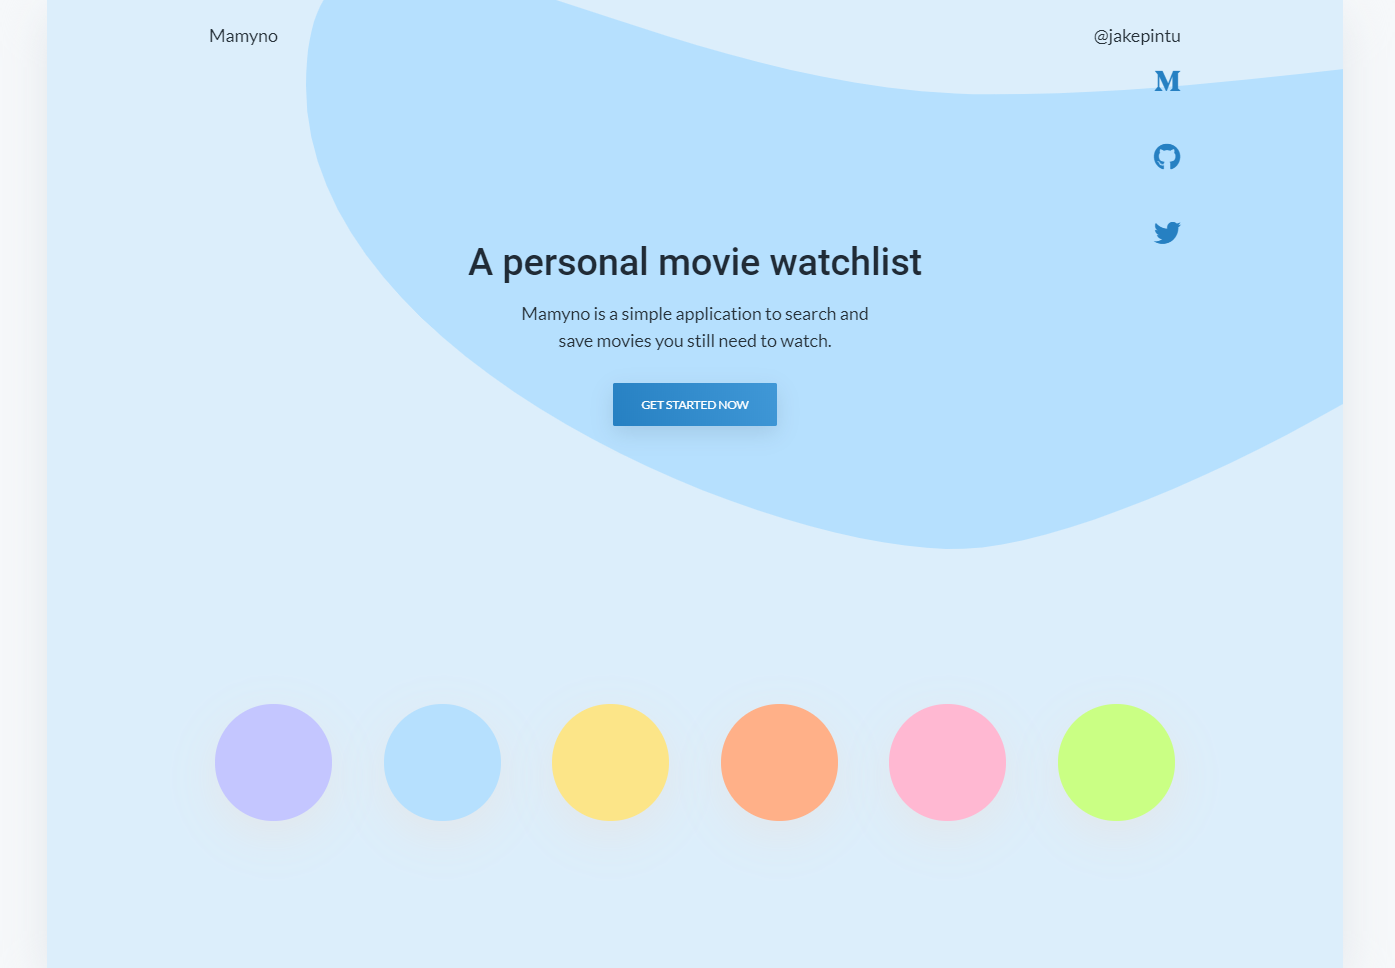 Mamyno
@jakepintu
M
A personal movie watchlist
Mamyno is a simple application to search and
save movies you still need to watch.
GET STARTED NOW